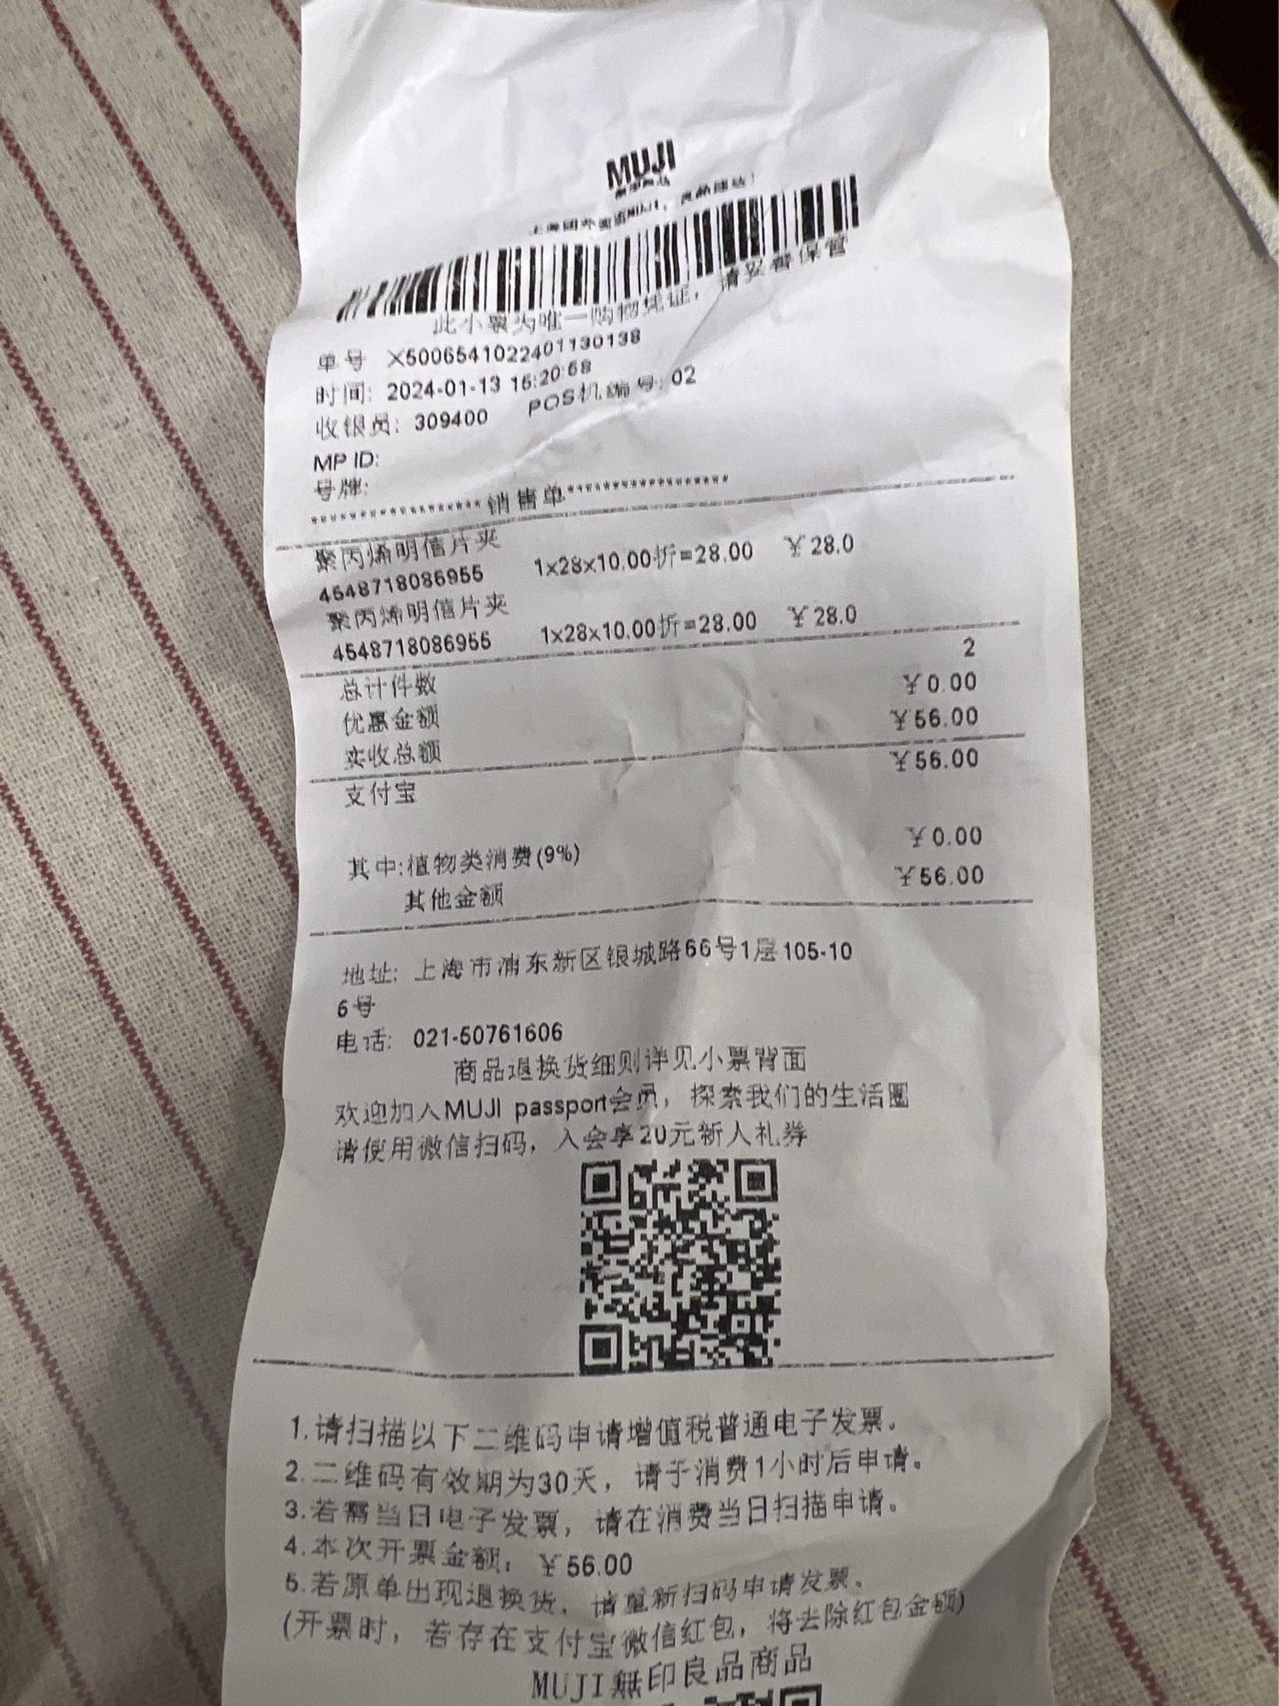 MUJI
此小票为唯一购物凭证，请妥善保管
单号 X5006541022401130138
时间: 2024-01-13 15:20:58
收银员: 309400 POS机编号: 02
MP ID:
号牌:
销售单
聚丙烯明信片夹
4548718086955 1x28x10.00折=28.00 ￥28.0
聚丙烯明信片夹
4548718086955 1x28x10.00折=28.00 ￥28.0
总计件数 2
优惠金额 ￥0.00
实收总额 ￥56.00
支付宝 ￥56.00
其中:植物类消费(9%) ￥0.00
其他金额 ￥56.00
地址: 上海市浦东新区银城路66号1层105-10
6号
电话: 021-50761606
商品退换货细则详见小票背面
欢迎加入MUJI passport会员，探索我们的生活圈
请使用微信扫码，入会享20元新人礼券
1.请扫描以下二维码申请增值税普通电子发票。
2.二维码有效期为30天，请于消费1小时后申请。
3.若需当日电子发票，请在消费当日扫描申请。
4.本次开票金额: ￥56.00
5.若原单出现退换货，请重新扫码申请发票。
(开票时，若存在支付宝微信红包，将去除红包金额)
MUJI無印良品商品